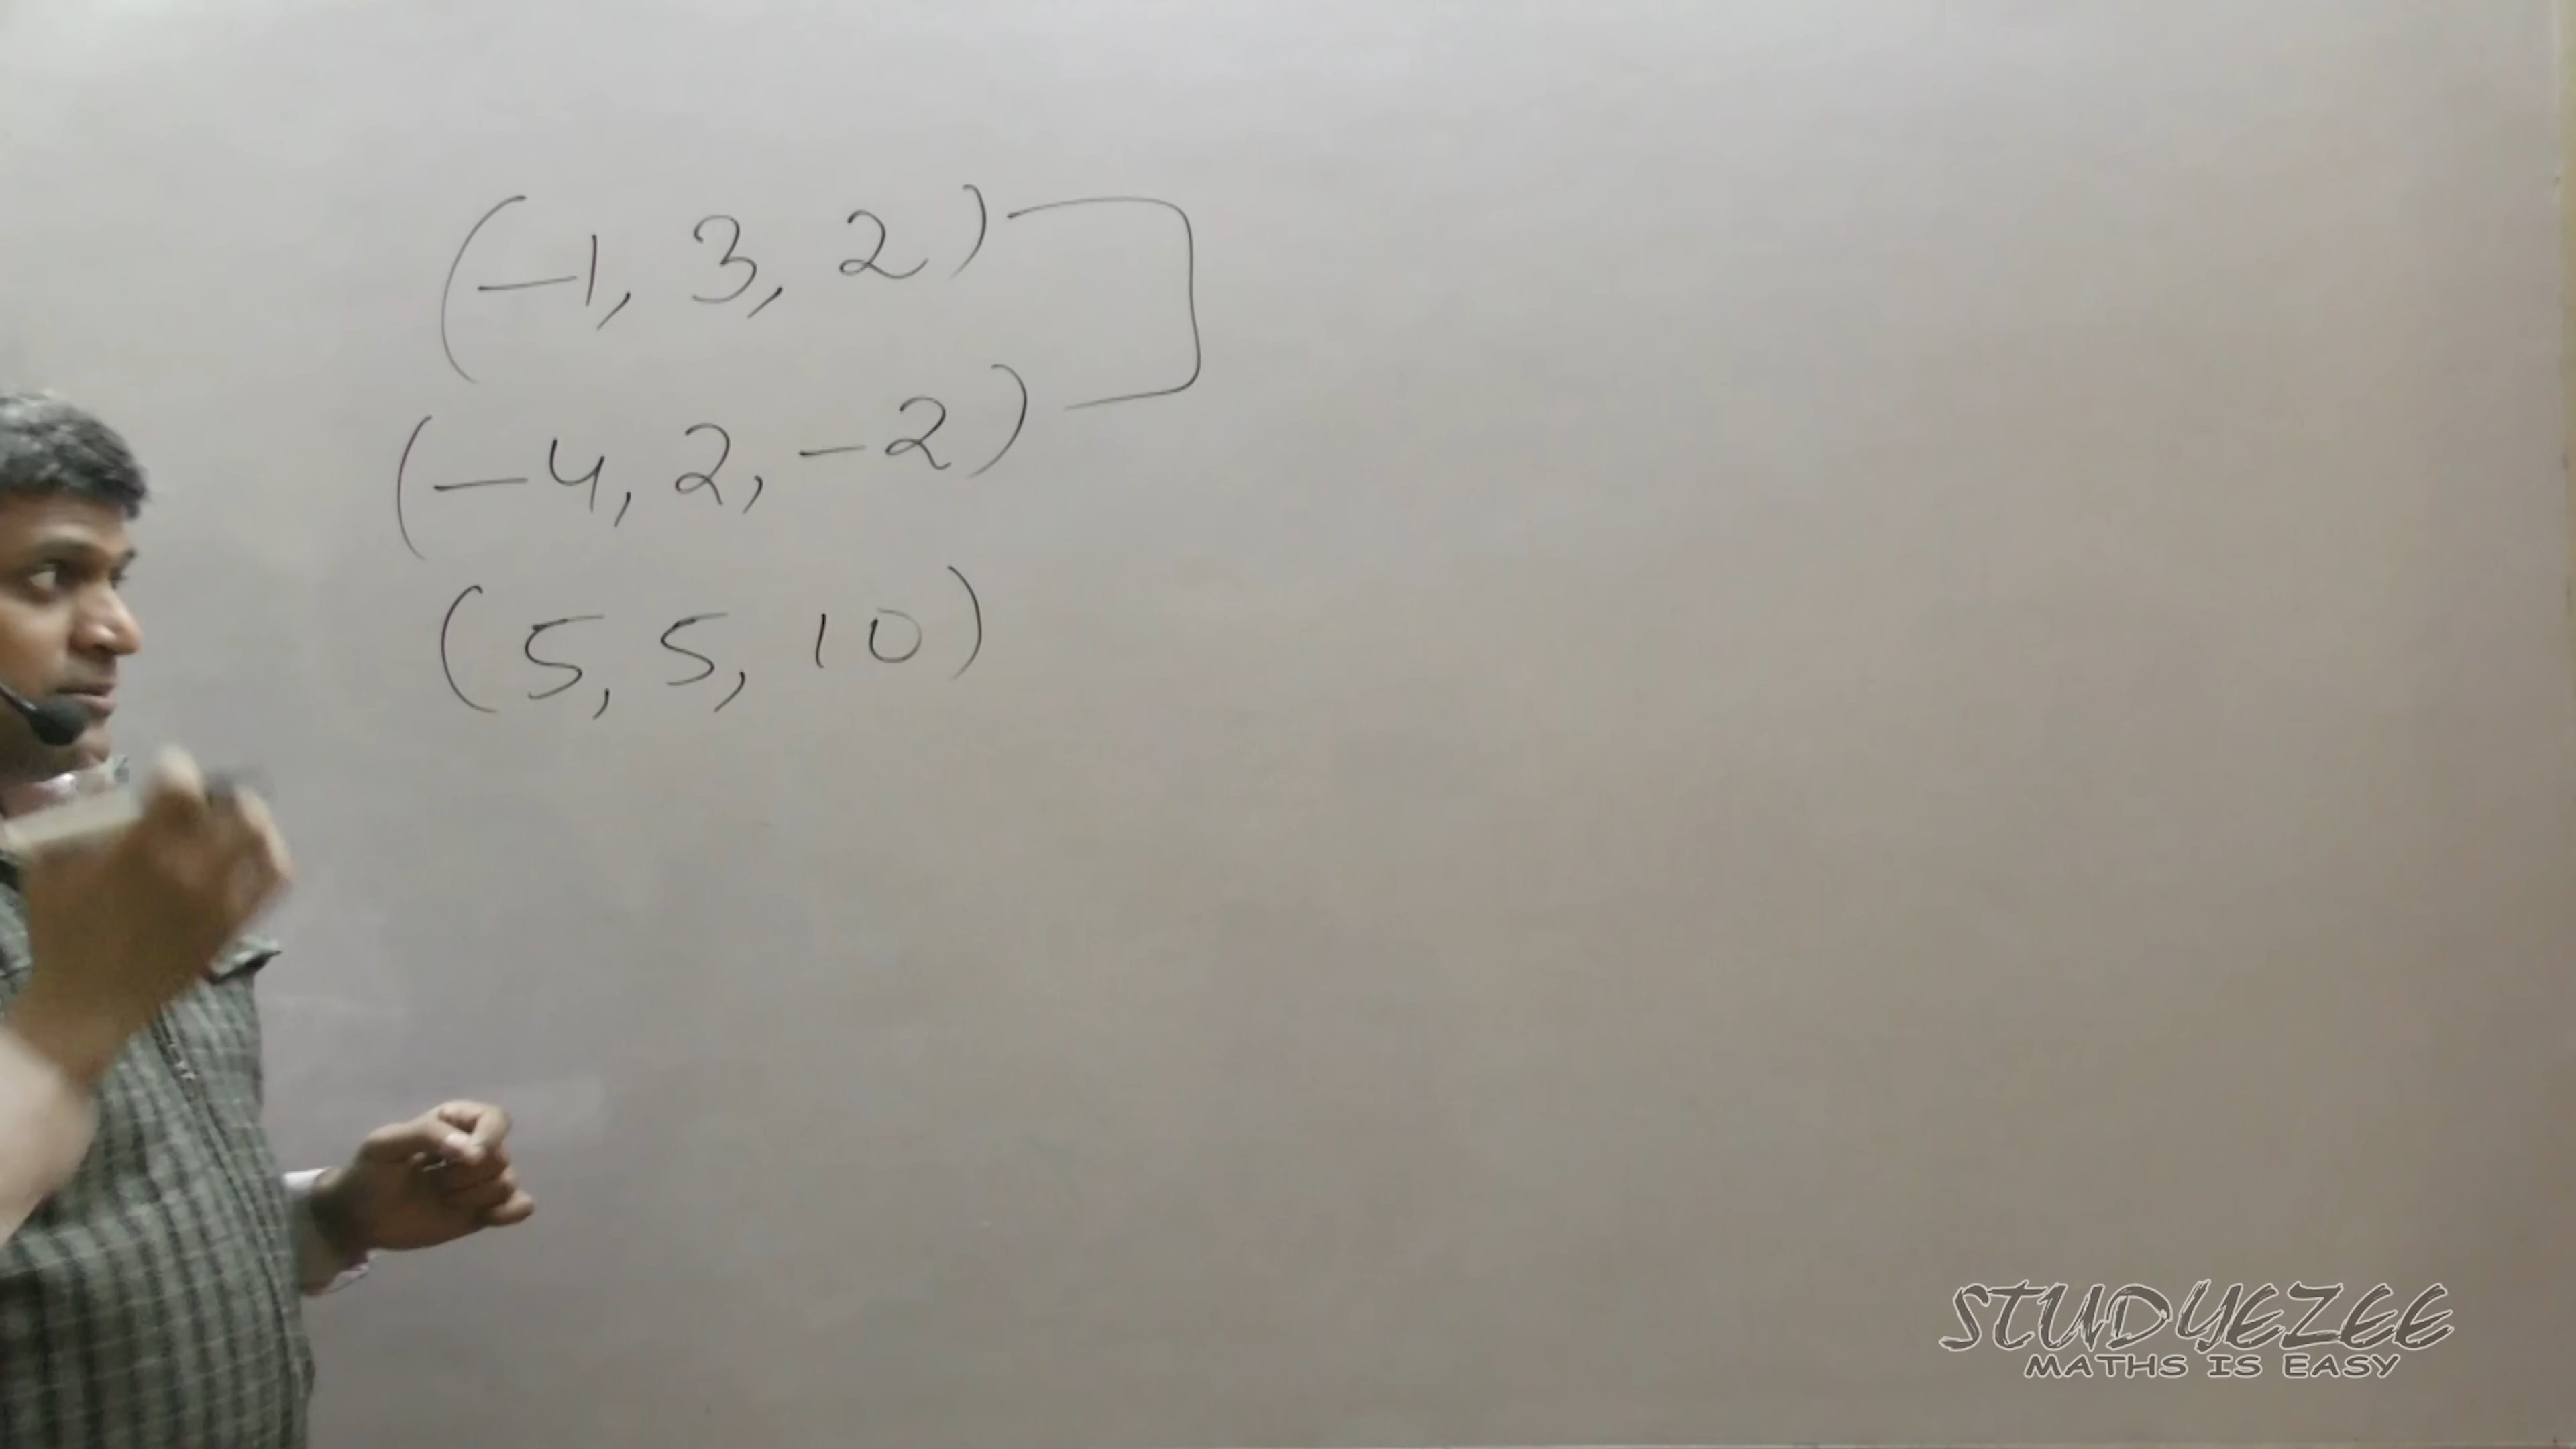 (-1, 3, 2)
(-4, 2, -2)
(5, 5, 10)
STUDYEZEE
MATHS IS EASY